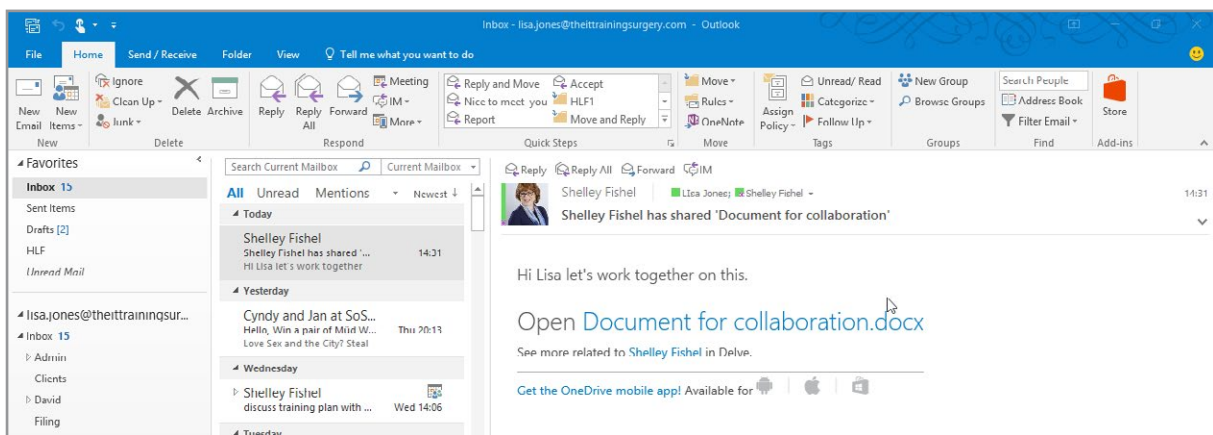 Inbox - lisa.jones@theittrainingsurgery.com - Outlook
File Home Send / Receive Folder View Tell me what you want to do
New Email
New Items
New
Ignore
Clean Up
Junk
Delete
Archive
Delete
Reply
Reply All
Forward
Meeting
IM
More
Respond
Reply and Move
Nice to meet you
Report
Accept
HLF1
Move and Reply
Quick Steps
Move
Rules
OneNote
Move
Assign Policy
Unread/ Read
Categorize
Follow Up
Tags
New Group
Browse Groups
Groups
Search People
Address Book
Filter Email
Find
Store
Add-ins
Favorites
Inbox 15
Sent Items
Drafts [2]
HLF
Unread Mail
lisa.jones@theittrainingsur...
Inbox 15
Admin
Clients
David
Filing
Search Current Mailbox Current Mailbox
All Unread Mentions Newest ↓
Today
Shelley Fishel
Shelley Fishel has shared '... 14:31
Hi Lisa let's work together
Yesterday
Cyndy and Jan at SoS...
Hello, Win a pair of Müd W... Thu 20:13
Love Sex and the City? Steal
Wednesday
Shelley Fishel
discuss training plan with ... Wed 14:06
Tuesday
Reply Reply All Forward IM
Shelley Fishel LIsa Jones; Shelley Fishel 14:31
Shelley Fishel has shared 'Document for collaboration'
Hi Lisa let's work together on this.
Open Document for collaboration.docx
See more related to Shelley Fishel in Delve.
Get the OneDrive mobile app! Available for